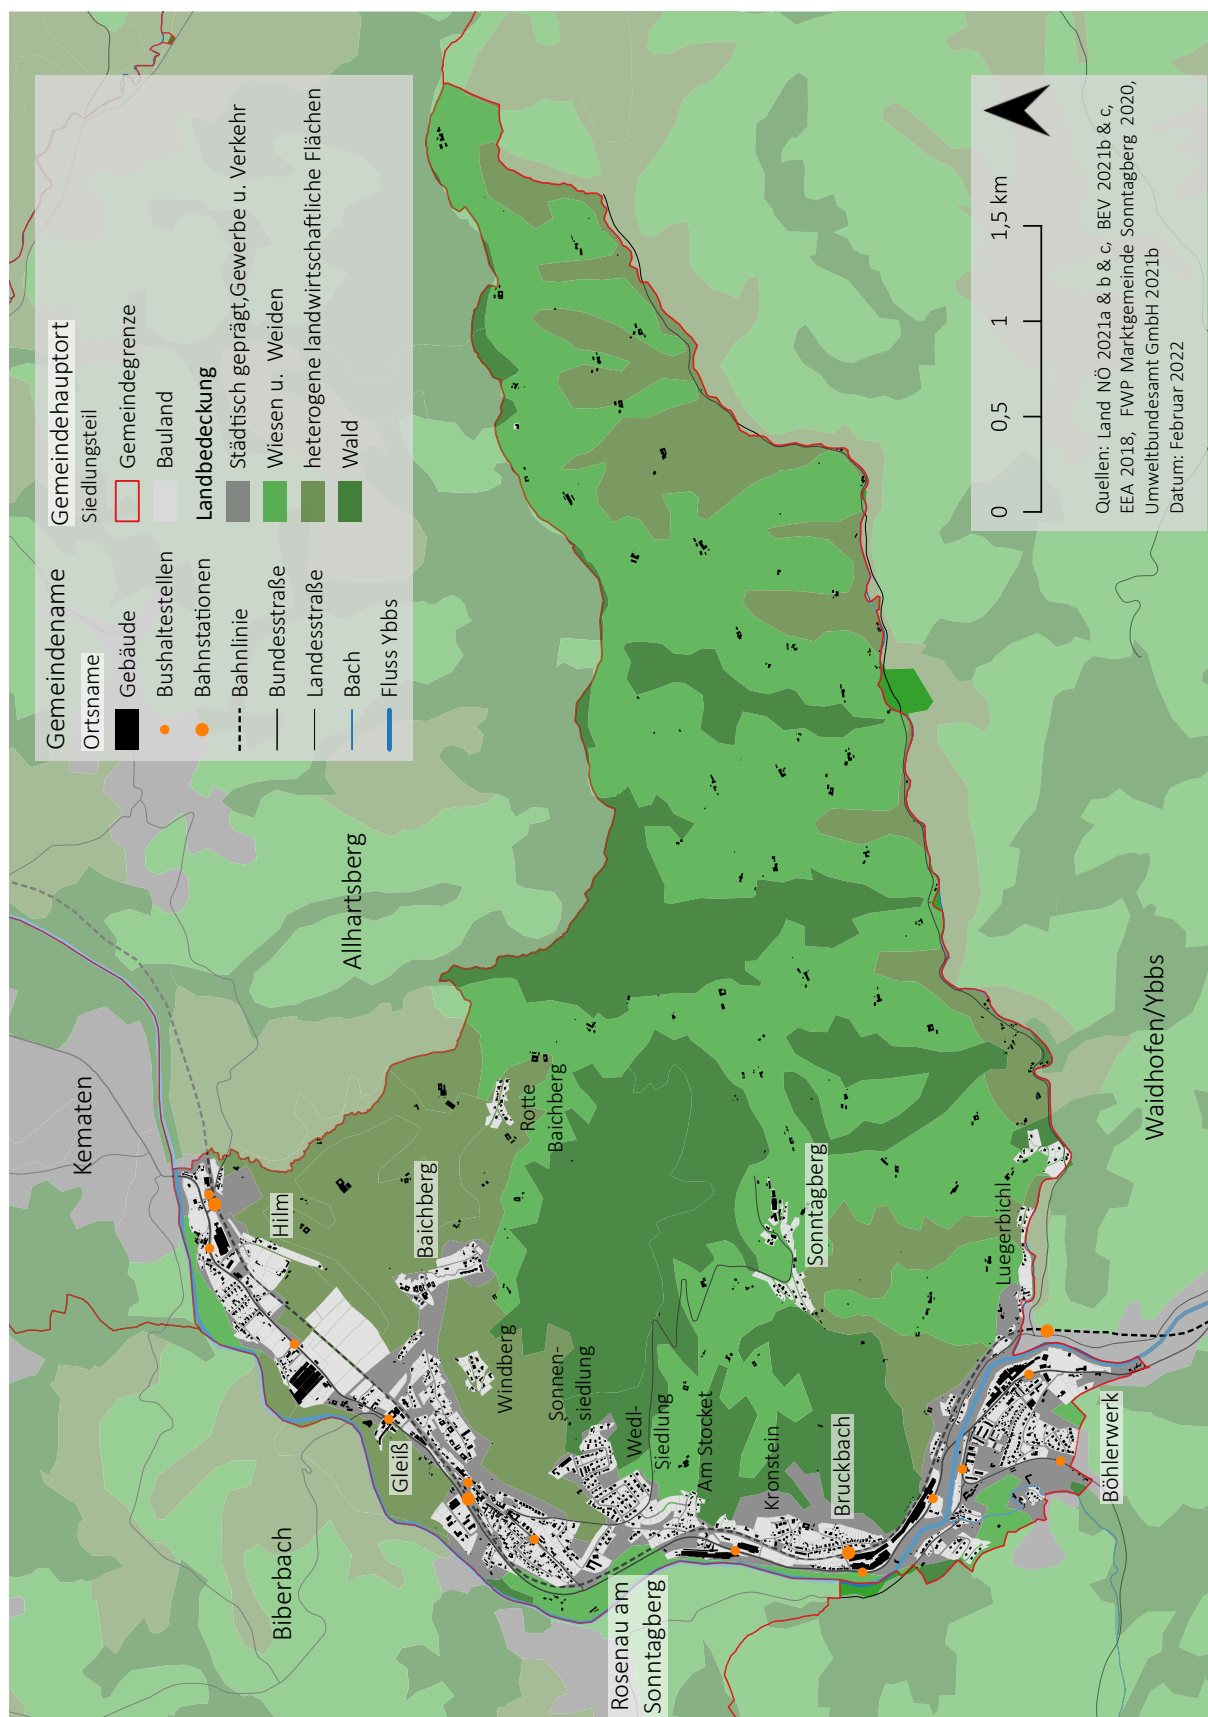 Gemeindename
Ortsname
Gebäude
Bushaltestellen
Bahnstationen
Bahnlinie
Bundesstraße
Landesstraße
Bach
Fluss Ybbs
Gemeindehauptort
Siedlungsteil
Gemeindegrenze
Bauland
Landbedeckung
Städtisch geprägt,Gewerbe u. Verkehr
Wiesen u. Weiden
heterogene landwirtschaftliche Flächen
Wald
Kematen
Allhartsberg
Biberbach
Waidhofen/Ybbs
Hilm
Baichberg
Rotte
Baichberg
Gleiß
Windberg
Sonnen-
siedlung
Wedl-
Siedlung
Am Stocket
Kronstein
Bruckbach
Sonntagberg
Luegerbichl
Böhlerwerk
Rosenau am
Sonntagberg
0 0,5 1 1,5 km
Quellen: Land NÖ 2021a & b & c, BEV 2021b & c,
EEA 2018, FWP Marktgemeinde Sonntagberg 2020,
Umweltbundesamt GmbH 2021b
Datum: Februar 2022